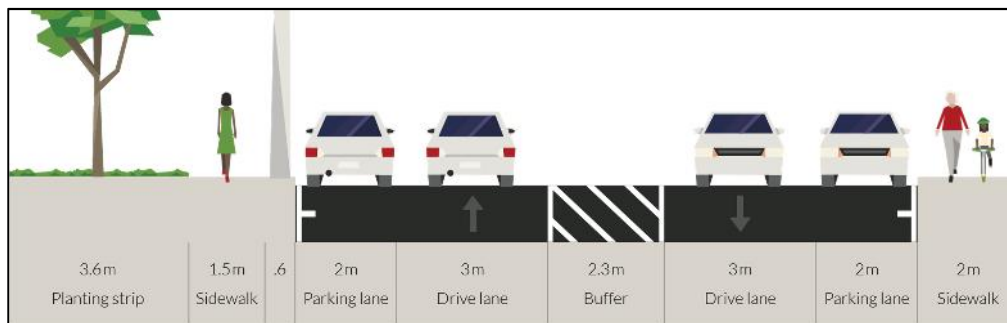 3.6m 1.5m .6 2m 3m 2.3m 3m 2m 2m
Planting strip Sidewalk Parking lane Drive lane Buffer Drive lane Parking lane Sidewalk